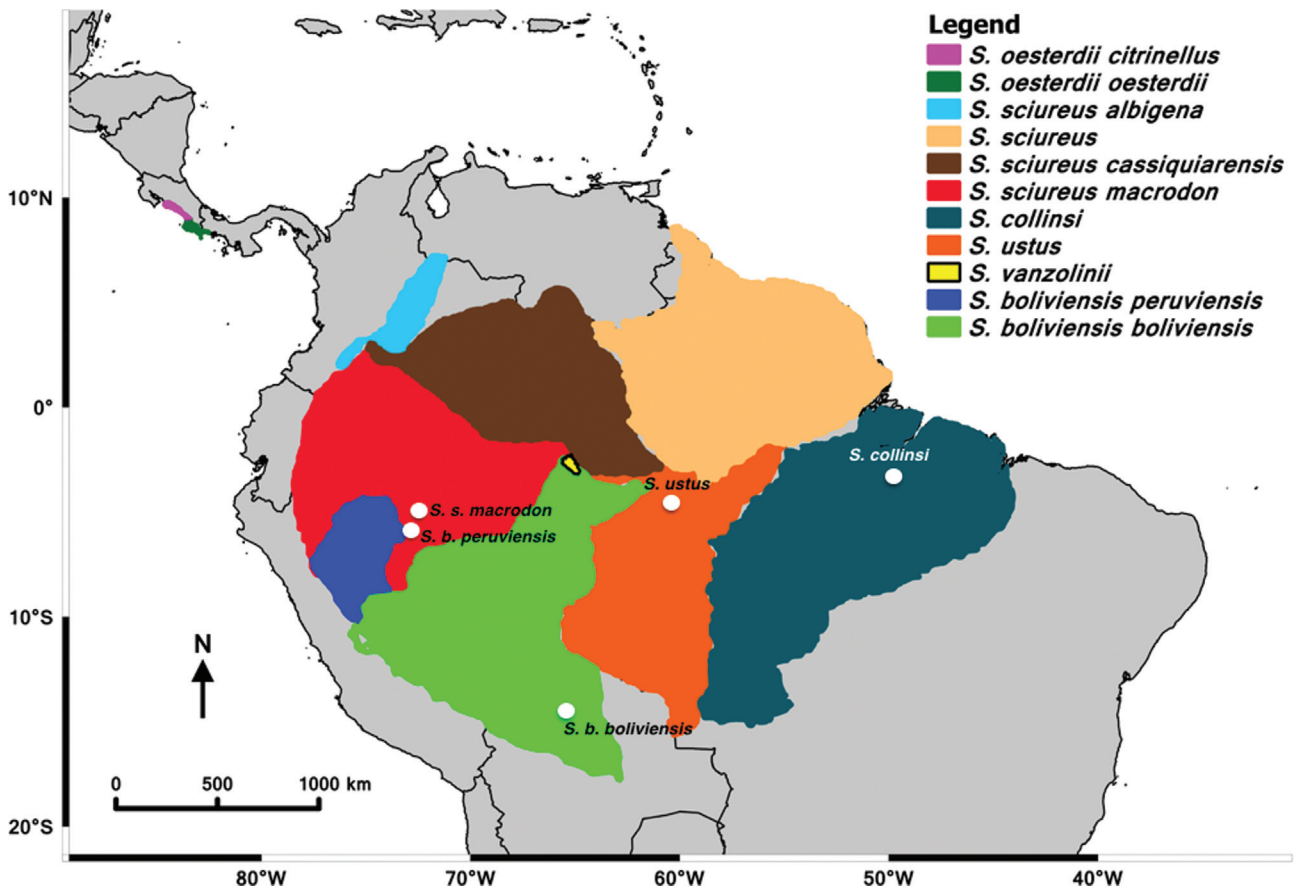 Legend
S. oesterdii citrinellus
S. oesterdii oesterdii
S. sciureus albigena
S. sciureus
S. sciureus cassiquiarensis
S. sciureus macrodon
S. collinsi
S. ustus
S. vanzolinii
S. boliviensis peruviensis
S. boliviensis boliviensis
10°N
0°
10°S
20°S
S. collinsi
S. ustus
S. s. macrodon
S. b. peruviensis
S. b. boliviensis
N
0 500 1000 km
80°W 70°W 60°W 50°W 40°W